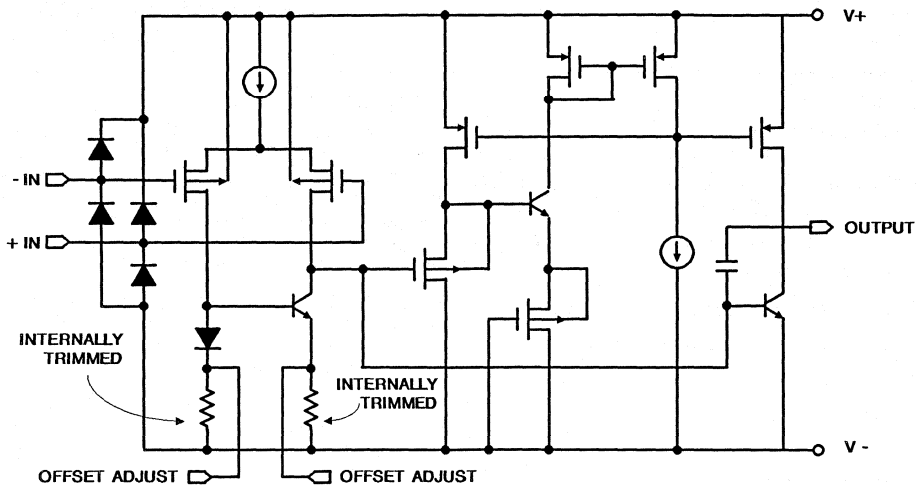 V+
- IN
+ IN
OUTPUT
INTERNALLY
TRIMMED
INTERNALLY
TRIMMED
V -
OFFSET ADJUST
OFFSET ADJUST